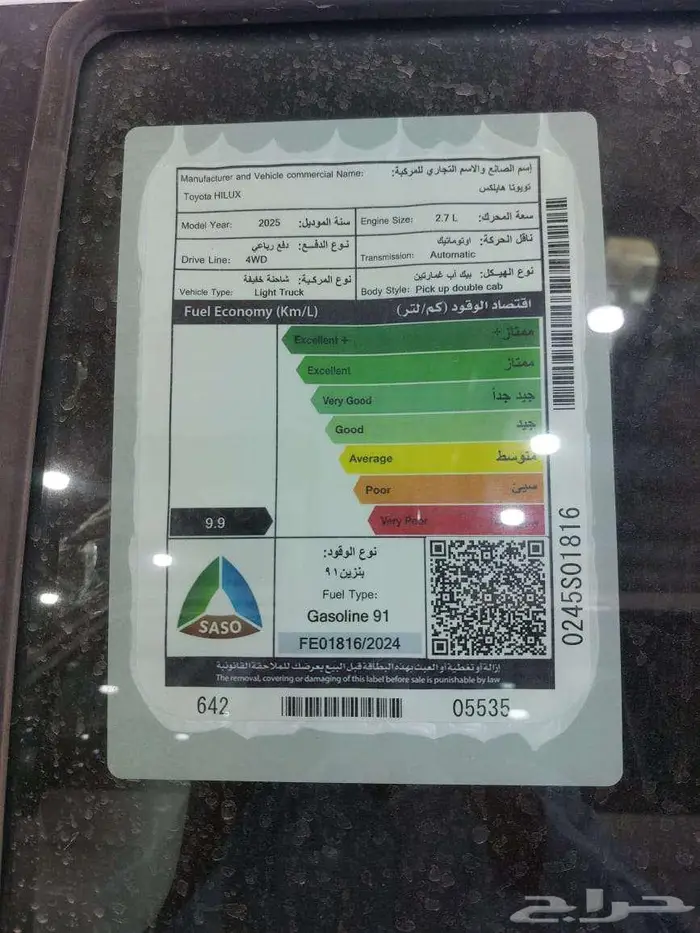 Manufacturer and Vehicle commercial Name: إسم الصانع والاسم التجاري للمركبة:
Toyota HILUX تويوتا هايلكس
Model Year: 2025 سنة الموديل:
Engine Size: 2.7 L سعة المحرك:
نوع الدفـــع: دفع رباعي
Drive Line: 4WD
ناقل الحركة: اوتوماتيك
Transmission: Automatic
نوع المركبـة: شاحنة خفيفة
Vehicle Type: Light Truck
نوع الهيـكل: بيك أب غمارتين
Body Style: Pick up double cab
Fuel Economy (Km/L) اقتصاد الوقود (كم/لتر)
Excellent + ممتاز+
Excellent ممتاز
Very Good جيد جداً
Good جيد
Average متوسط
Poor سيئ
Very Poor
9.9
SASO
نوع الوقود:
بنزين ٩١
Fuel Type:
Gasoline 91
FE01816/2024
إزالة أو تغطية أو العبث بهذه البطاقة قبل البيع يعرضك للملاحقة القانونية
The removal, covering or damaging of this label before sale is punishable by law
642 05535
0245S01816
حراج